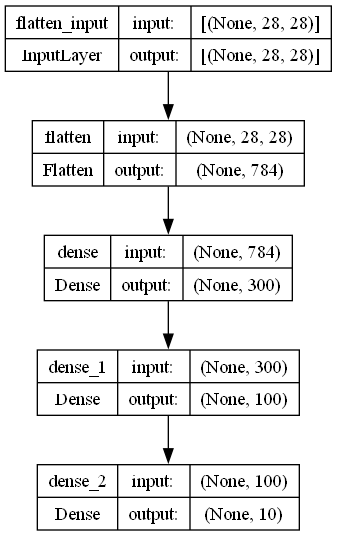 flatten_input input: [(None, 28, 28)]
InputLayer output: [(None, 28, 28)]
flatten input: (None, 28, 28)
Flatten output: (None, 784)
dense input: (None, 784)
Dense output: (None, 300)
dense_1 input: (None, 300)
Dense output: (None, 100)
dense_2 input: (None, 100)
Dense output: (None, 10)